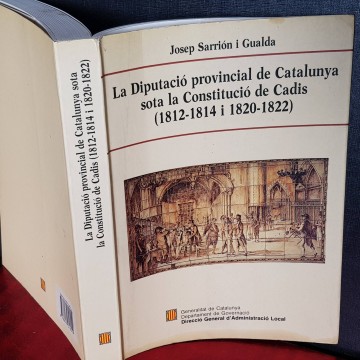 Josep Sarrión i Gualda
La Diputació provincial de Catalunya
sota la Constitució de Cadis
(1812-1814 i 1820-1822)
Generalitat de Catalunya
Departament de Governació
Direcció General d'Administració Local
La Diputació provincial de Catalunya sota
la Constitució de Cadis (1812-1814 i 1820-1822)